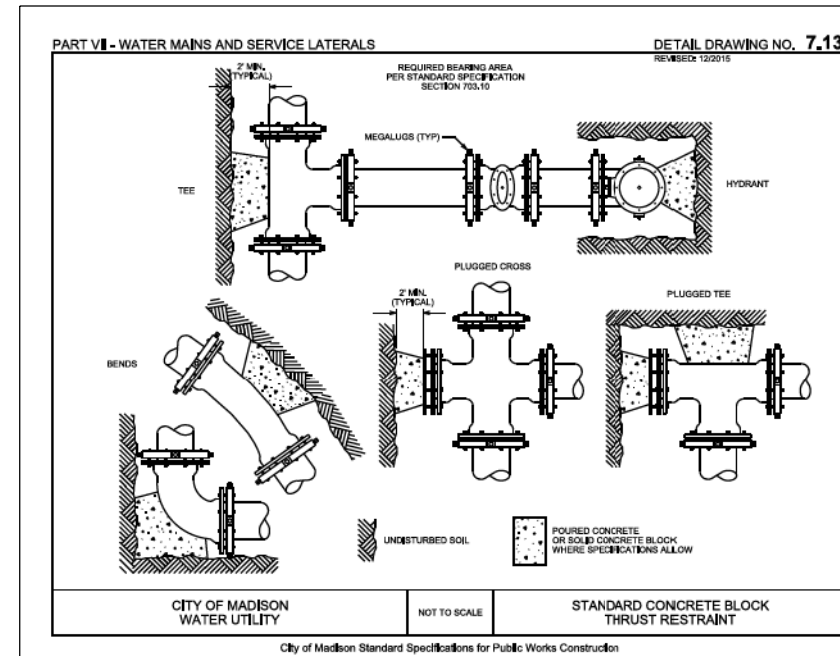 PART VII - WATER MAINS AND SERVICE LATERALS
DETAIL DRAWING NO. 7.13
REVISED: 12/2015
2' MIN.
(TYPICAL)
REQUIRED BEARING AREA
PER STANDARD SPECIFICATION
SECTION 703.10
MEGALUGS (TYP)
TEE
HYDRANT
PLUGGED CROSS
2' MIN.
(TYPICAL)
PLUGGED TEE
BENDS
UNDISTURBED SOIL
POURED CONCRETE
OR SOLID CONCRETE BLOCK
WHERE SPECIFICATIONS ALLOW
CITY OF MADISON
WATER UTILITY
NOT TO SCALE
STANDARD CONCRETE BLOCK
THRUST RESTRAINT
City of Madison Standard Specifications for Public Works Construction